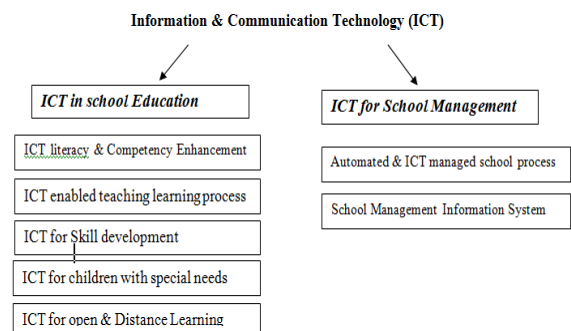 Information & Communication Technology (ICT)
ICT in school Education
ICT for School Management
ICT literacy & Competency Enhancement
ICT enabled teaching learning process
ICT for Skill development
ICT for children with special needs
ICT for open & Distance Learning
Automated & ICT managed school process
School Management Information System